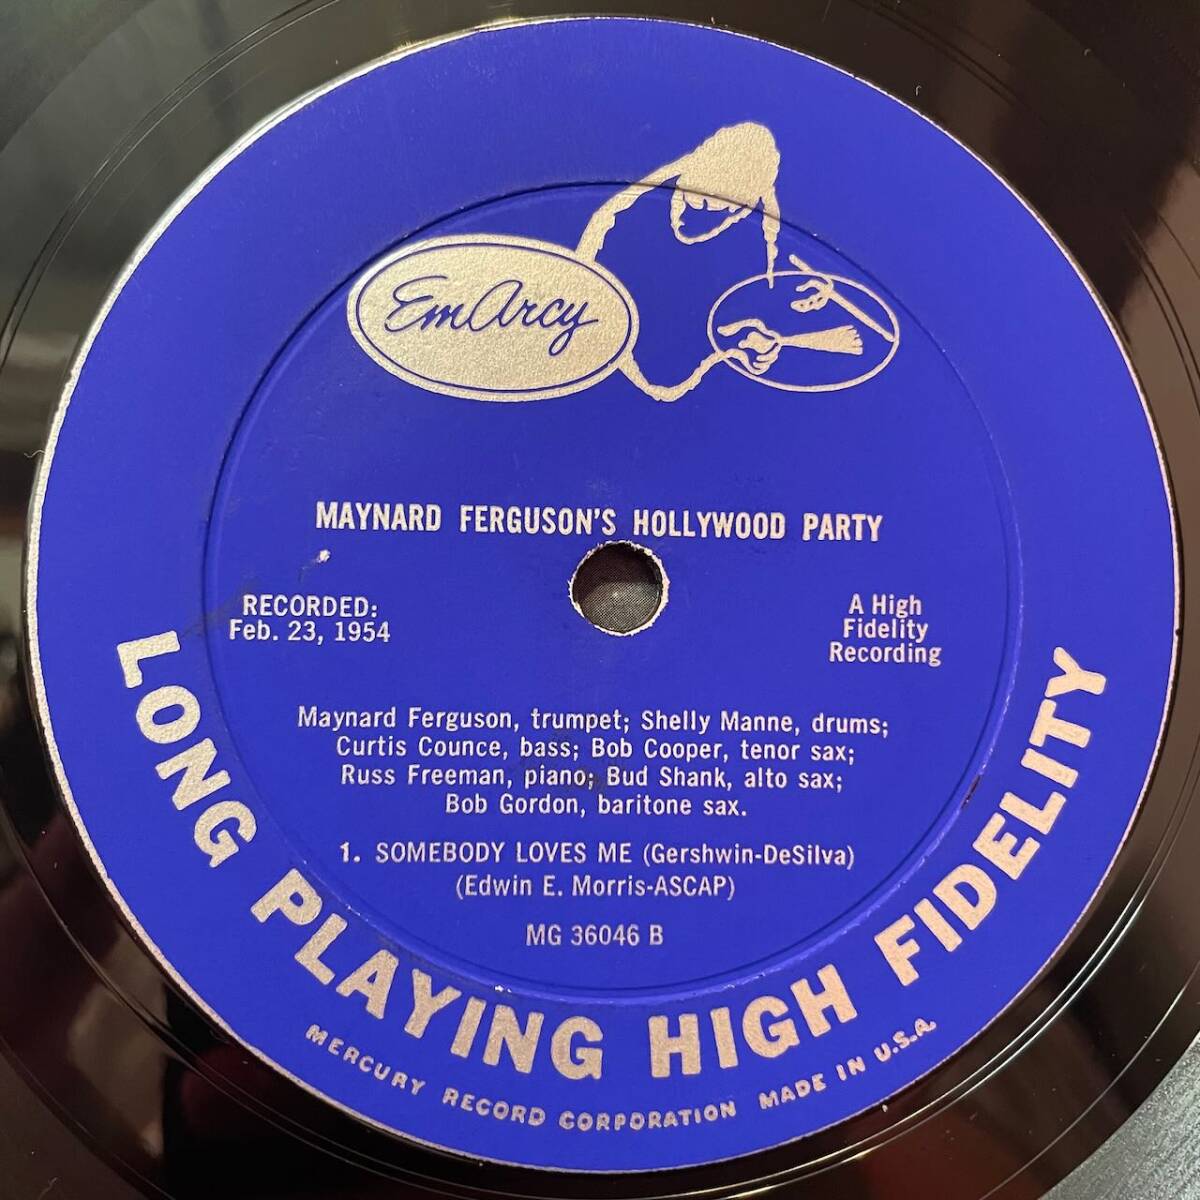 EmArcy
MAYNARD FERGUSON'S HOLLYWOOD PARTY
RECORDED:
Feb. 23, 1954
A High
Fidelity
Recording
Maynard Ferguson, trumpet; Shelly Manne, drums;
Curtis Counce, bass; Bob Cooper, tenor sax;
Russ Freeman, piano; Bud Shank, alto sax;
Bob Gordon, baritone sax.
1. SOMEBODY LOVES ME (Gershwin-DeSilva)
(Edwin E. Morris-ASCAP)
MG 36046 B
LONG PLAYING HIGH FIDELITY
MERCURY RECORD CORPORATION MADE IN U.S.A.